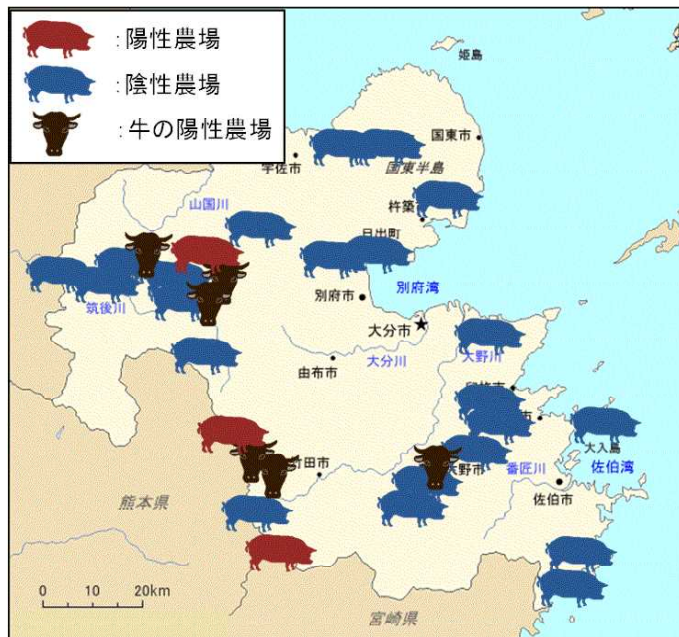 :陽性農場
:陰性農場
:牛の陽性農場
姫島
国東市
宇佐市
国東半島
山国川
杵築
日出町
別府市
別府湾
筑後川
大分市
大分川
大野川
由布市
市
大入島
竹田市
大野市
番匠川
佐伯湾
佐伯市
熊本県
0 10 20km
宮崎県